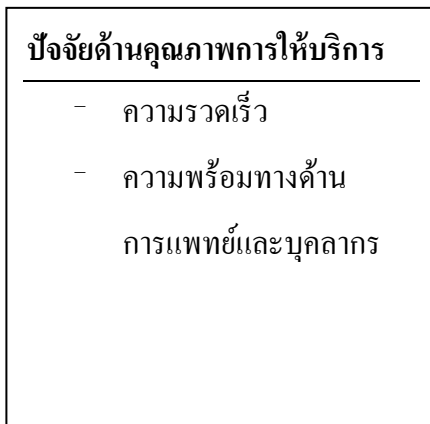 ปัจจัยด้านคุณภาพการให้บริการ
- ความรวดเร็ว
- ความพร้อมทางด้าน
การแพทย์และบุคลากร